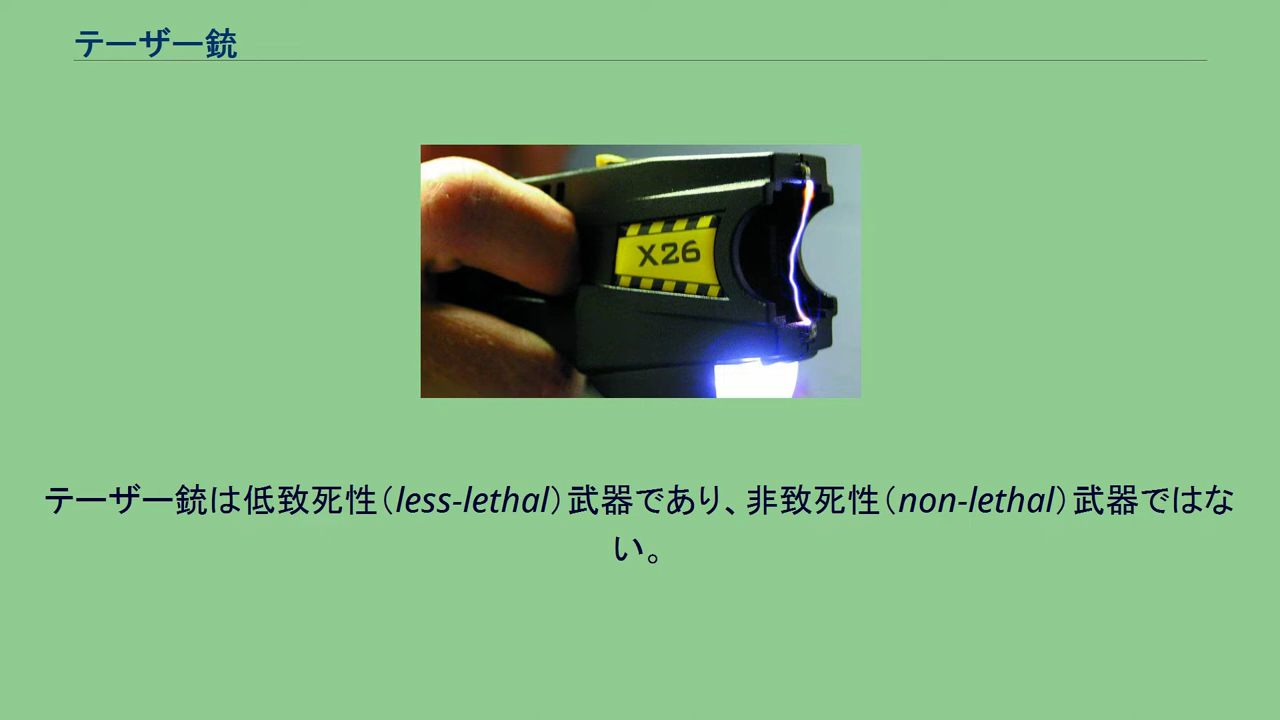 テーザー銃
X26
テーザー銃は低致死性（less-lethal）武器であり、非致死性（non-lethal）武器ではな
い。